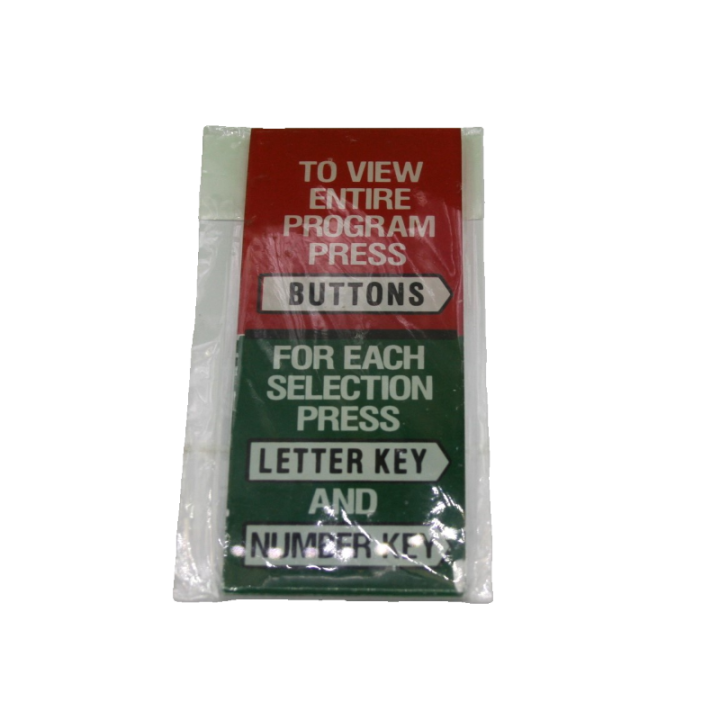 TO VIEW
ENTIRE
PROGRAM
PRESS
BUTTONS
FOR EACH
SELECTION
PRESS
LETTER KEY
AND
NUMBER KEY